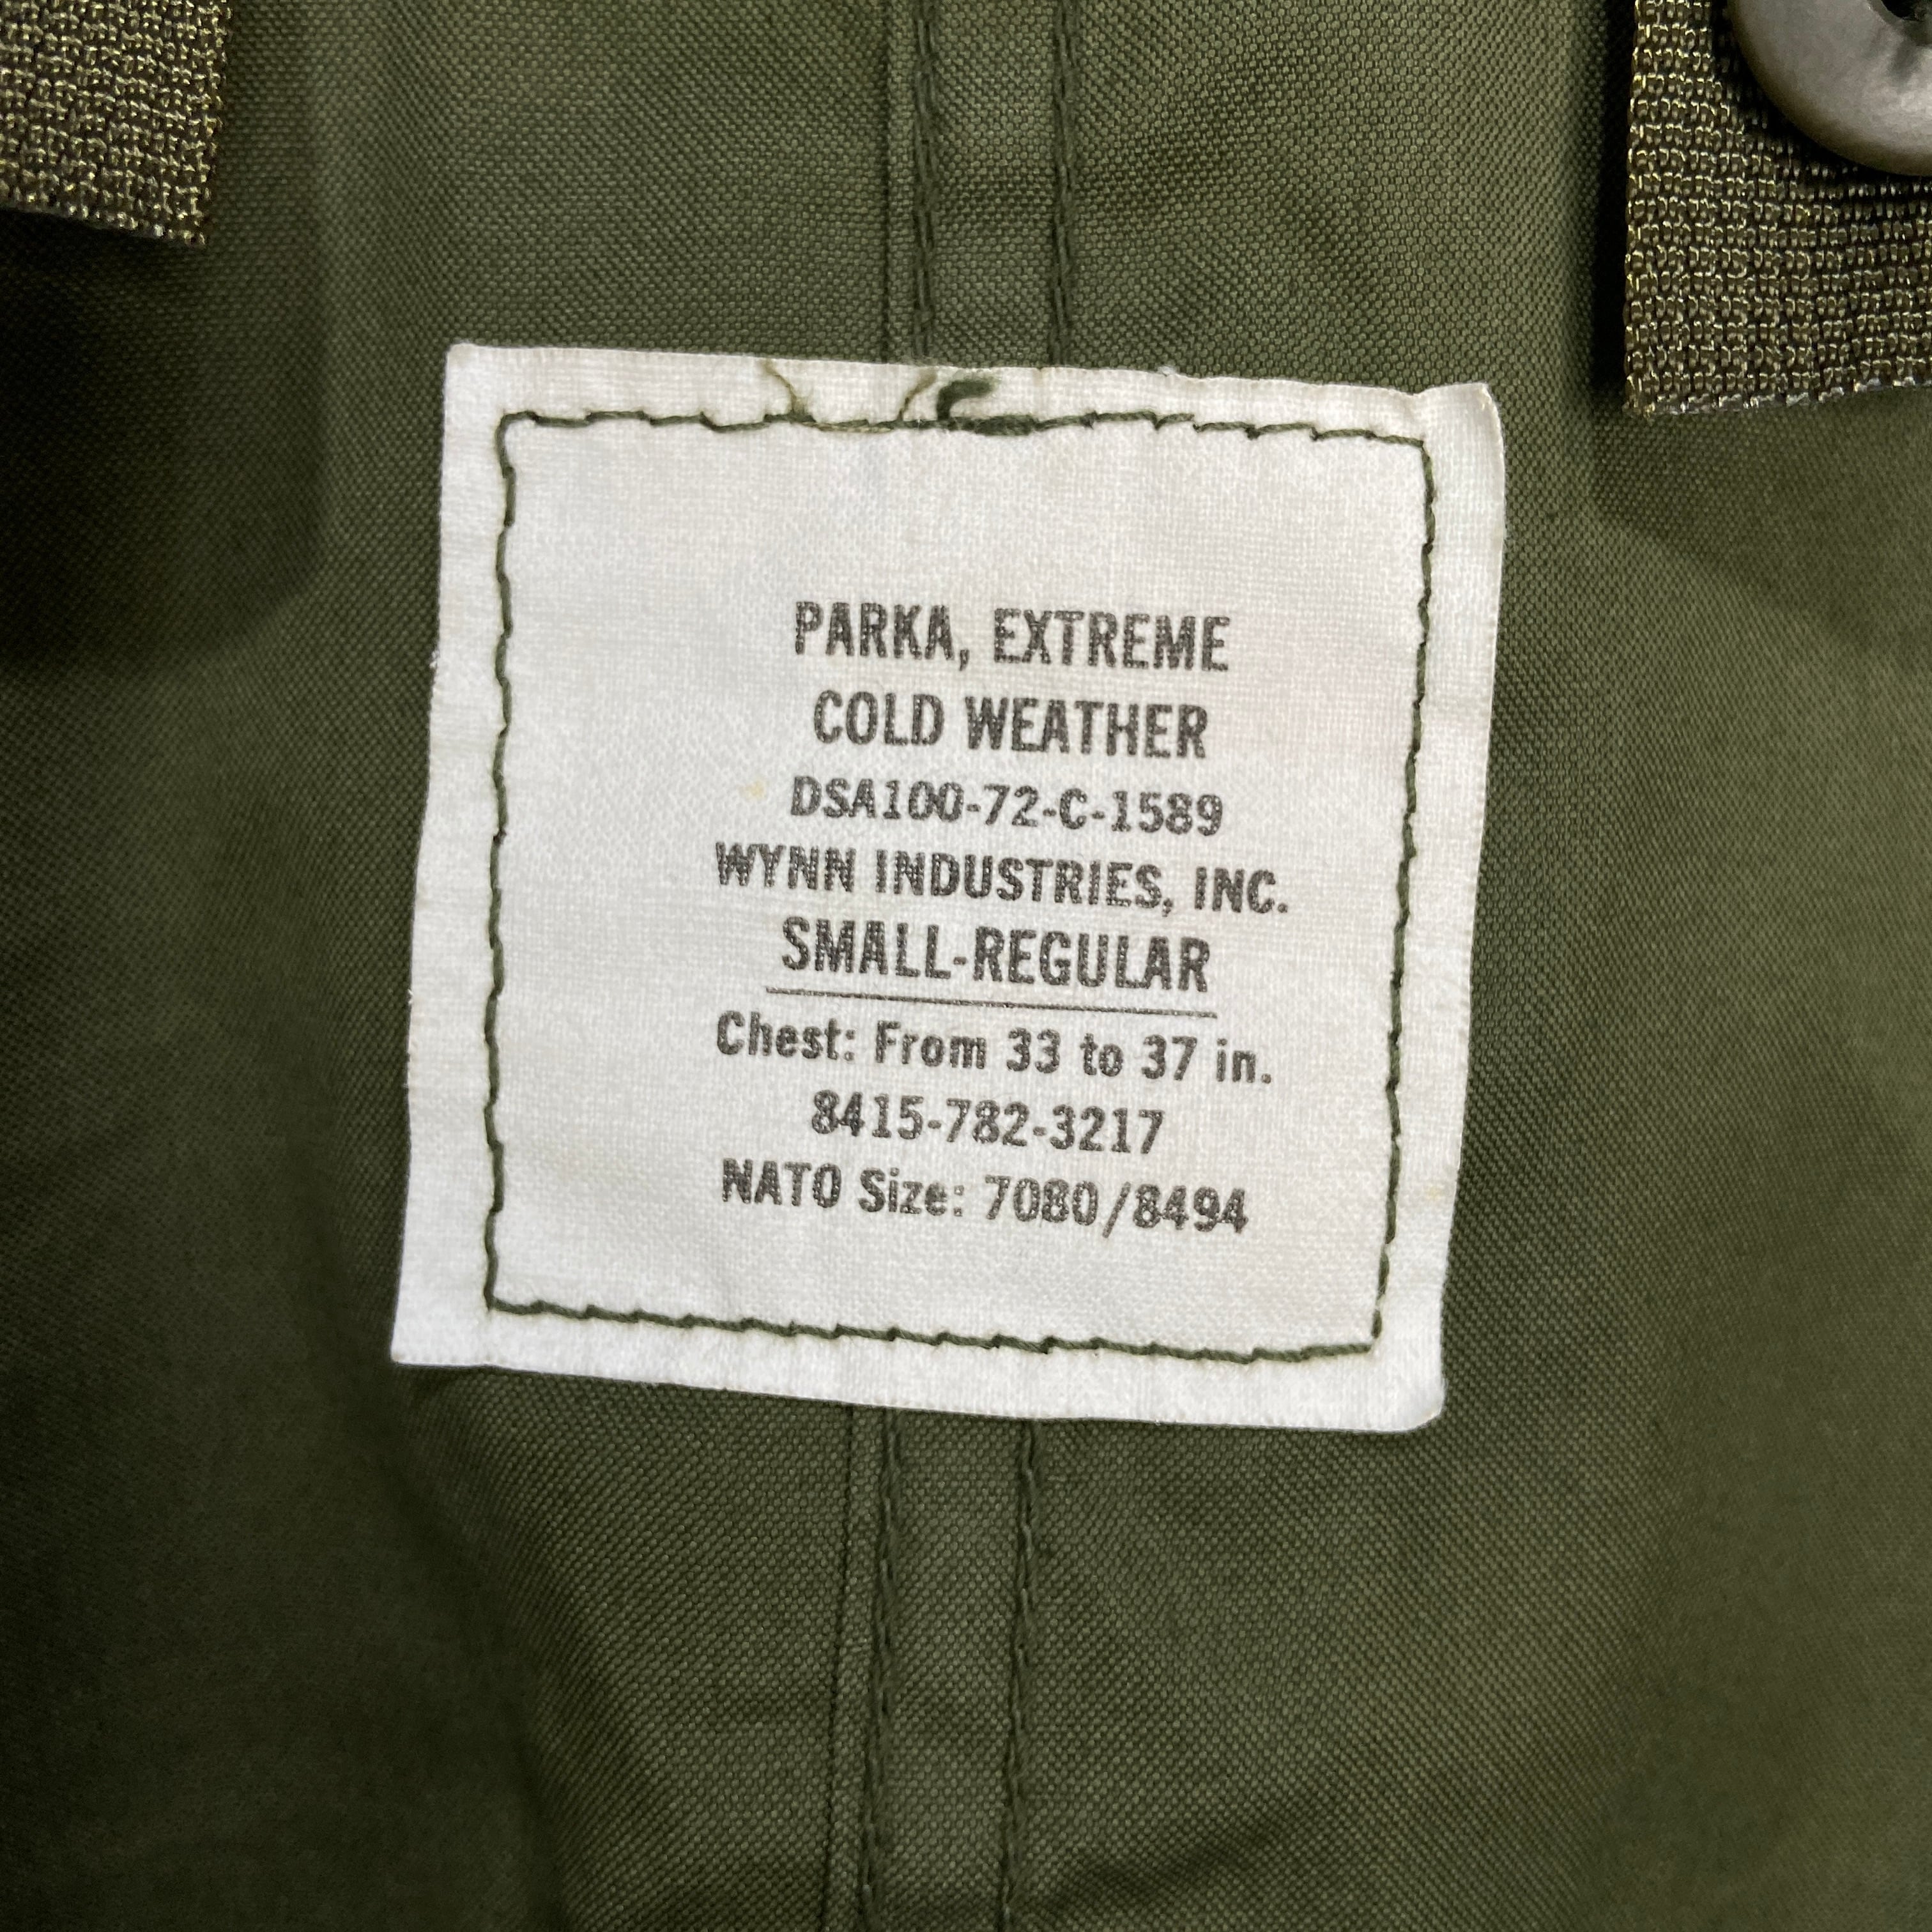 PARKA, EXTREME
COLD WEATHER
DSA100-72-C-1589
WYNN INDUSTRIES, INC.
SMALL-REGULAR
Chest: From 33 to 37 in.
8415-782-3217
NATO Size: 7080/8494